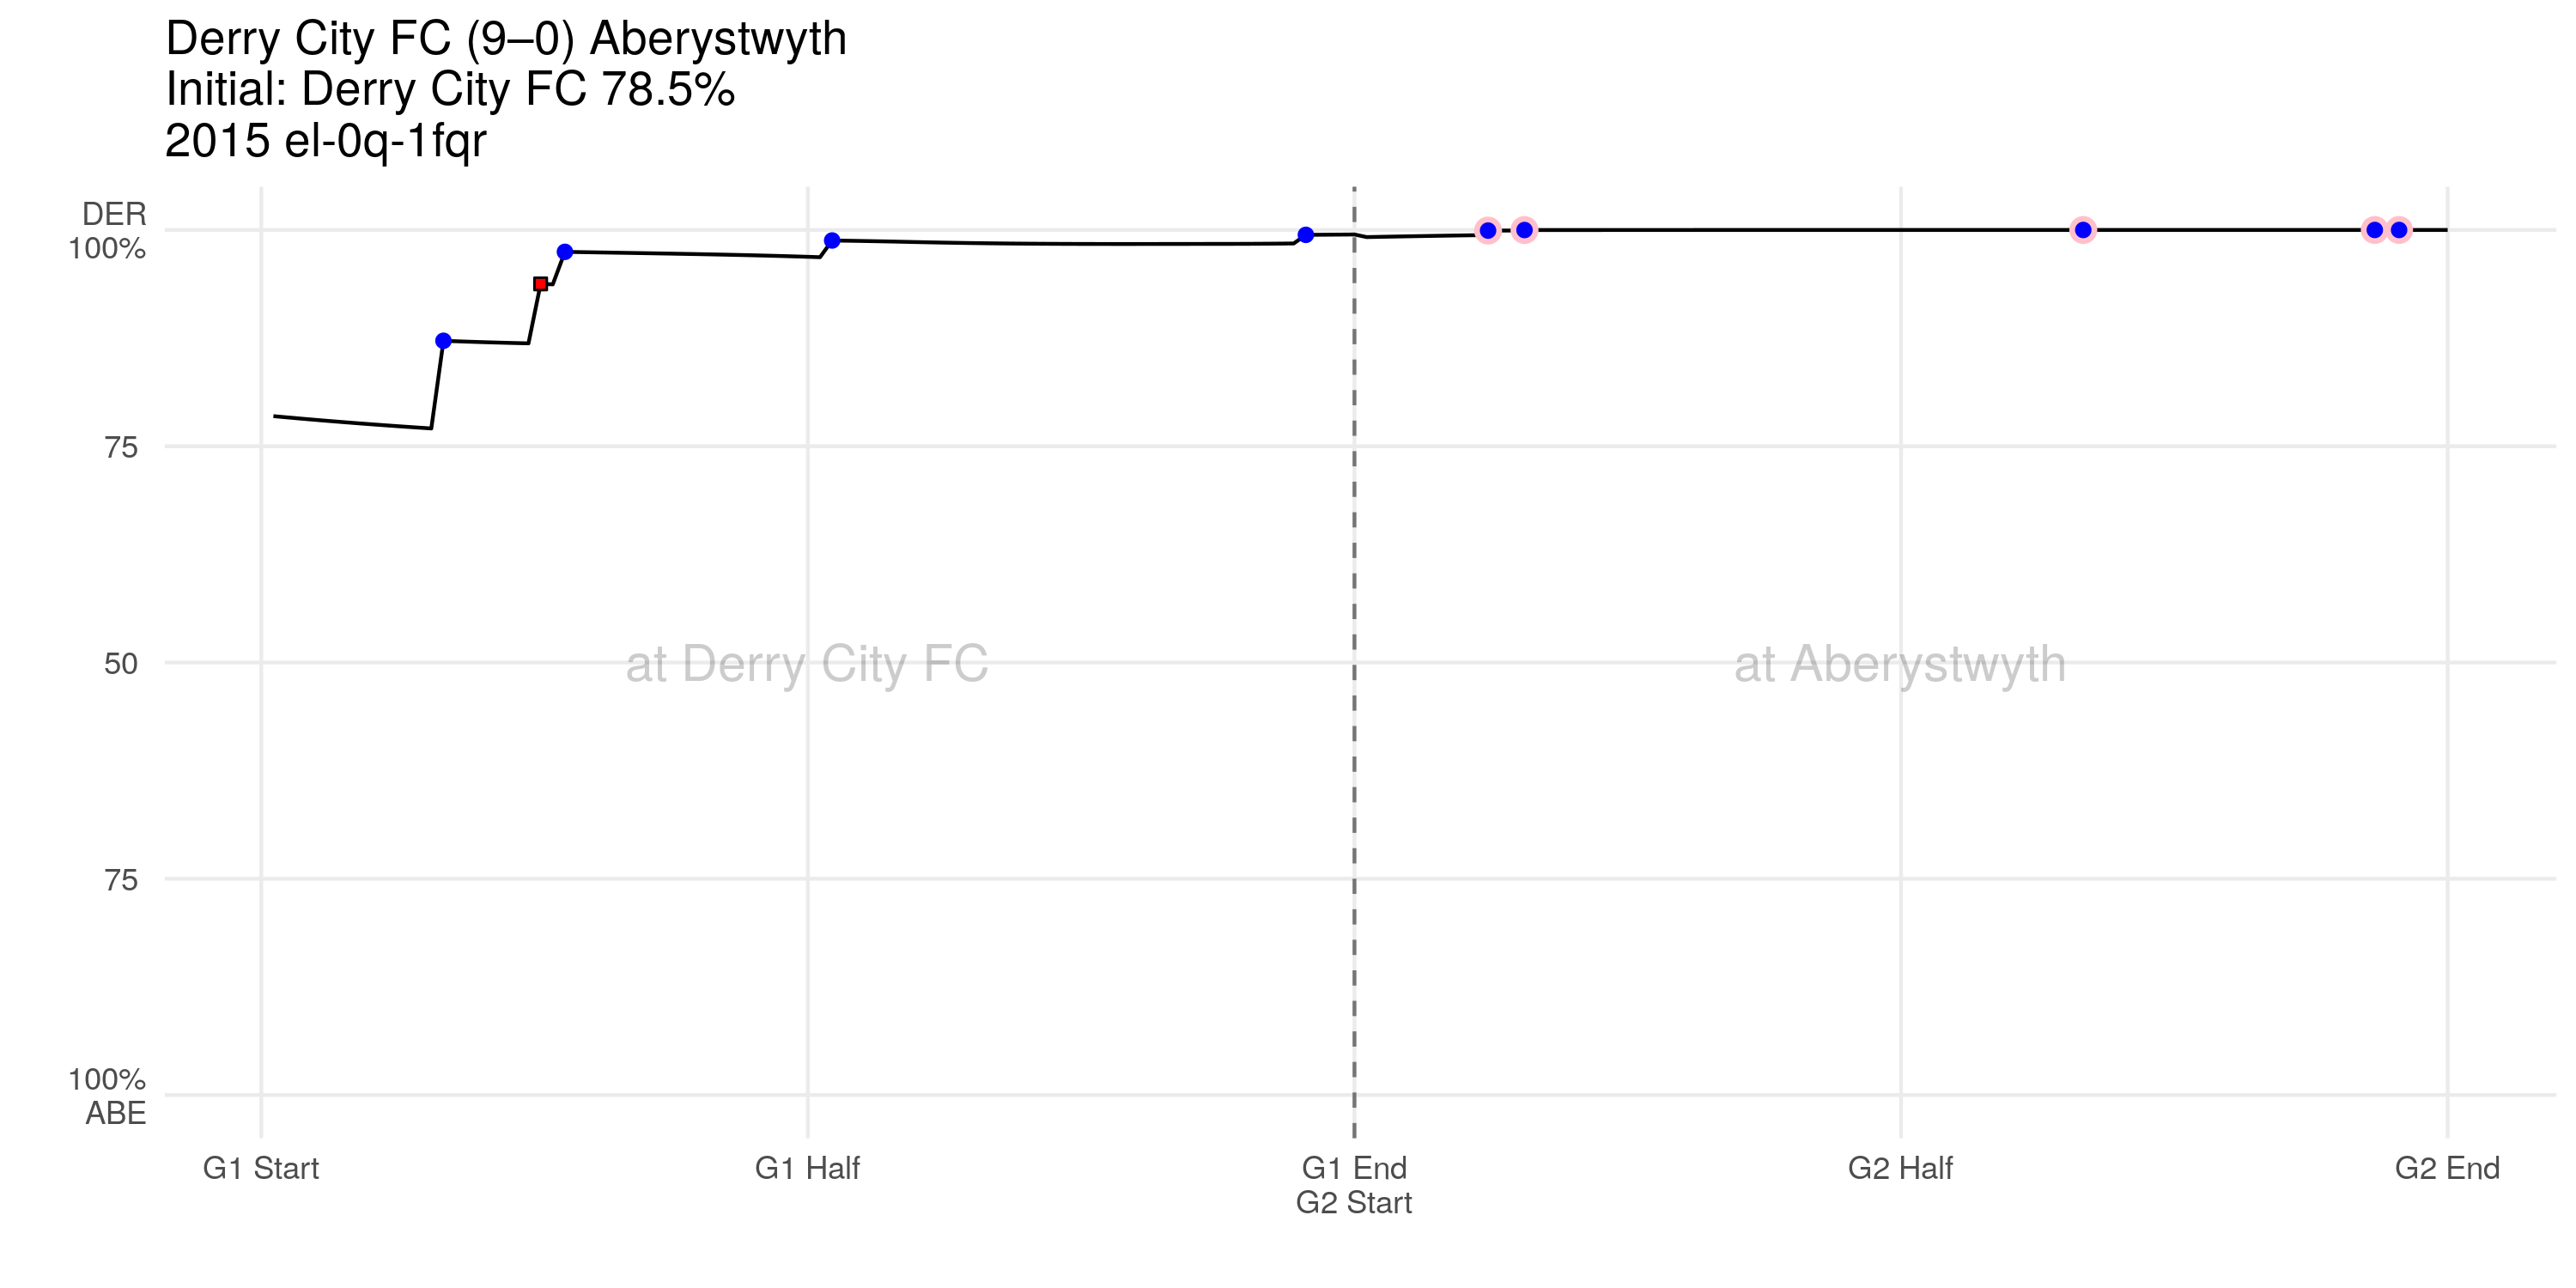 Derry City FC (9–0) Aberystwyth
Initial: Derry City FC 78.5%
2015 el-0q-1fqr
DER
100%
75
50
75
100%
ABE
at Derry City FC
at Aberystwyth
G1 Start
G1 Half
G1 End
G2 Start
G2 Half
G2 End